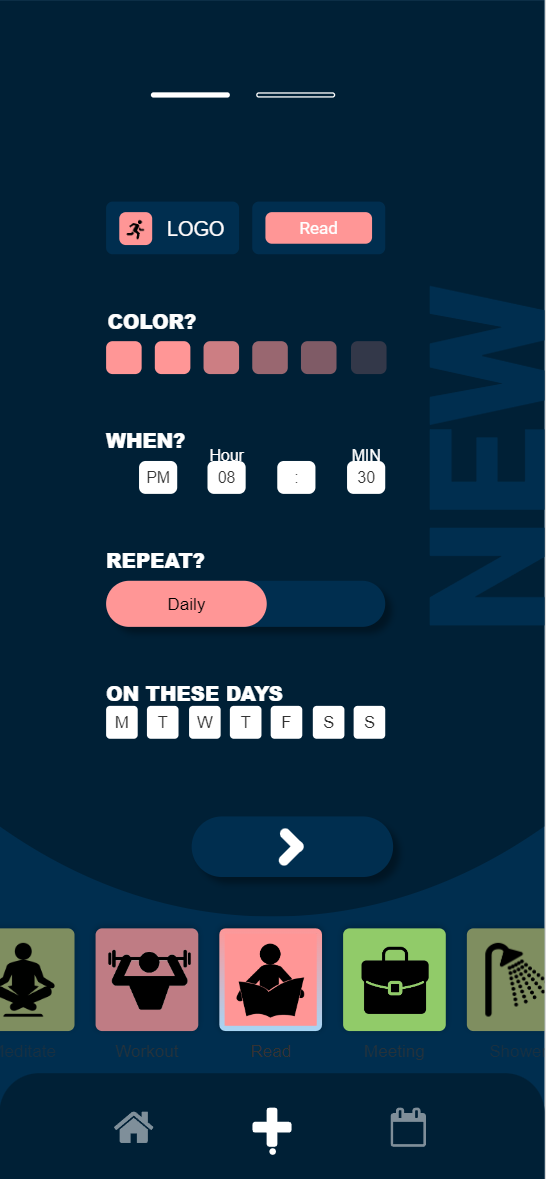 LOGO Read
COLOR?
NEW
WHEN?
Hour MIN
PM 08 : 30
REPEAT?
Daily
ON THESE DAYS
M T W T F S S
Workout Read Meeting